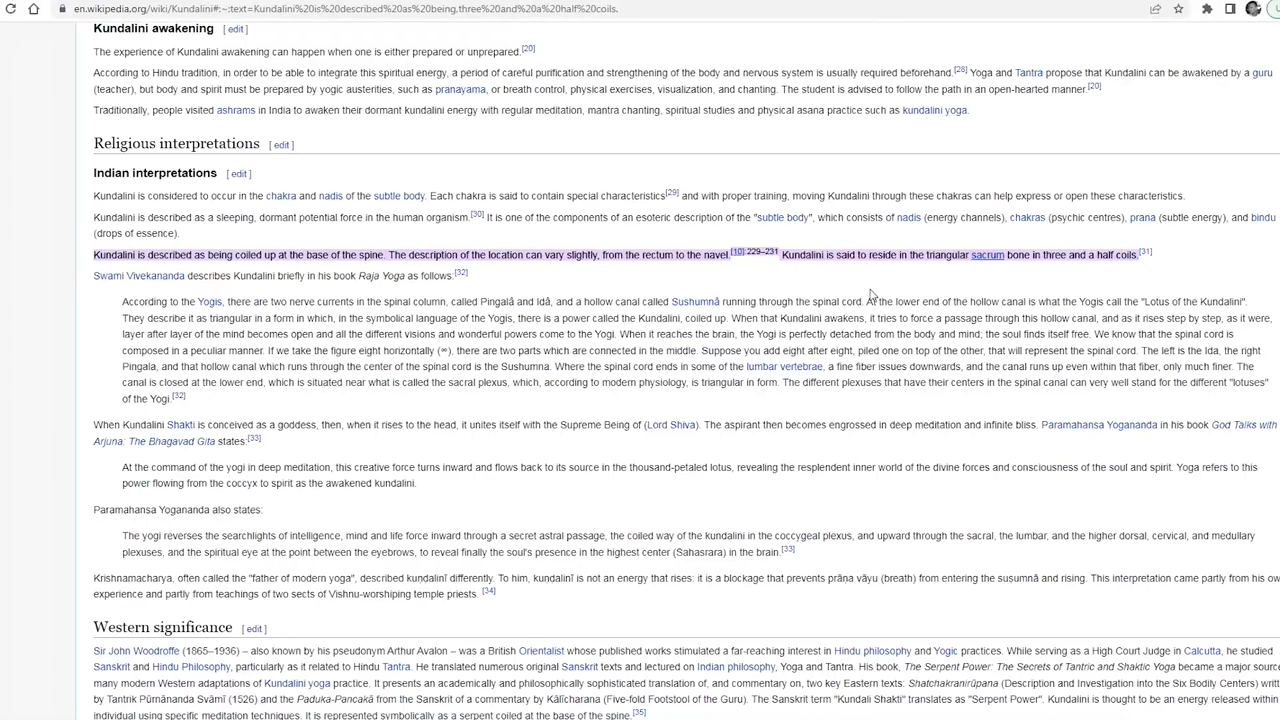 en.wikipedia.org/wiki/Kundalini#:~:text=Kundalini%20is%20described%20as%20being,three%20and%20a%20half%20coils.
Kundalini awakening [ edit ]
The experience of Kundalini awakening can happen when one is either prepared or unprepared.[20]
According to Hindu tradition, in order to be able to integrate this spiritual energy, a period of careful purification and strengthening of the body and nervous system is usually required beforehand.[28] Yoga and Tantra propose that Kundalini can be awakened by a guru
(teacher), but body and spirit must be prepared by yogic austerities, such as pranayama, or breath control, physical exercises, visualization, and chanting. The student is advised to follow the path in an open-hearted manner.[20]
Traditionally, people visited ashrams in India to awaken their dormant kundalini energy with regular meditation, mantra chanting, spiritual studies and physical asana practice such as kundalini yoga.
Religious interpretations [ edit ]
Indian interpretations [ edit ]
Kundalini is considered to occur in the chakra and nadis of the subtle body. Each chakra is said to contain special characteristics[29] and with proper training, moving Kundalini through these chakras can help express or open these characteristics.
Kundalini is described as a sleeping, dormant potential force in the human organism.[30] It is one of the components of an esoteric description of the "subtle body", which consists of nadis (energy channels), chakras (psychic centres), prana (subtle energy), and bindu
(drops of essence).
Kundalini is described as being coiled up at the base of the spine. The description of the location can vary slightly, from the rectum to the navel.[10]:229–231 Kundalini is said to reside in the triangular sacrum bone in three and a half coils.[31]
Swami Vivekananda describes Kundalini briefly in his book Raja Yoga as follows:[32]
According to the Yogis, there are two nerve currents in the spinal column, called Pingalâ and Idâ, and a hollow canal called Sushumnâ running through the spinal cord. At the lower end of the hollow canal is what the Yogis call the "Lotus of the Kundalini".
They describe it as triangular in a form in which, in the symbolical language of the Yogis, there is a power called the Kundalini, coiled up. When that Kundalini awakens, it tries to force a passage through this hollow canal, and as it rises step by step, as it were,
layer after layer of the mind becomes open and all the different visions and wonderful powers come to the Yogi. When it reaches the brain, the Yogi is perfectly detached from the body and mind; the soul finds itself free. We know that the spinal cord is
composed in a peculiar manner. If we take the figure eight horizontally (∞), there are two parts which are connected in the middle. Suppose you add eight after eight, piled one on top of the other, that will represent the spinal cord. The left is the Ida, the right
Pingala, and that hollow canal which runs through the center of the spinal cord is the Sushumna. Where the spinal cord ends in some of the lumbar vertebrae, a fine fiber issues downwards, and the canal runs up even within that fiber, only much finer. The
canal is closed at the lower end, which is situated near what is called the sacral plexus, which, according to modern physiology, is triangular in form. The different plexuses that have their centers in the spinal canal can very well stand for the different "lotuses"
of the Yogi.[32]
When Kundalini Shakti is conceived as a goddess, then, when it rises to the head, it unites itself with the Supreme Being of (Lord Shiva). The aspirant then becomes engrossed in deep meditation and infinite bliss. Paramahansa Yogananda in his book God Talks with
Arjuna: The Bhagavad Gita states:[33]
At the command of the yogi in deep meditation, this creative force turns inward and flows back to its source in the thousand-petaled lotus, revealing the resplendent inner world of the divine forces and consciousness of the soul and spirit. Yoga refers to this
power flowing from the coccyx to spirit as the awakened kundalini.
Paramahansa Yogananda also states:
The yogi reverses the searchlights of intelligence, mind and life force inward through a secret astral passage, the coiled way of the kundalini in the coccygeal plexus, and upward through the sacral, the lumbar, and the higher dorsal, cervical, and medullary
plexuses, and the spiritual eye at the point between the eyebrows, to reveal finally the soul's presence in the highest center (Sahasrara) in the brain.[33]
Krishnamacharya, often called the "father of modern yoga", described kuṇḍalinī differently. To him, kuṇḍalinī is not an energy that rises: it is a blockage that prevents prāṇa vāyu (breath) from entering the suṣumnā and rising. This interpretation came partly from his ow
experience and partly from teachings of two sects of Vishnu-worshiping temple priests. [34]
Western significance [ edit ]
Sir John Woodroffe (1865–1936) – also known by his pseudonym Arthur Avalon – was a British Orientalist whose published works stimulated a far-reaching interest in Hindu philosophy and Yogic practices. While serving as a High Court Judge in Calcutta, he studied
Sanskrit and Hindu Philosophy, particularly as it related to Hindu Tantra. He translated numerous original Sanskrit texts and lectured on Indian philosophy, Yoga and Tantra. His book, The Serpent Power: The Secrets of Tantric and Shaktic Yoga became a major source
many modern Western adaptations of Kundalini yoga practice. It presents an academically and philosophically sophisticated translation of, and commentary on, two key Eastern texts: Shatchakranirūpana (Description and Investigation into the Six Bodily Centers) writt
by Tantrik Pūrnānanda Svāmī (1526) and the Paduka-Pancakā from the Sanskrit of a commentary by Kālīcharana (Five-fold Footstool of the Guru). The Sanskrit term "Kundali Shakti" translates as "Serpent Power". Kundalini is thought to be an energy released within
individual using specific meditation techniques. It is represented symbolically as a serpent coiled at the base of the spine.[35]